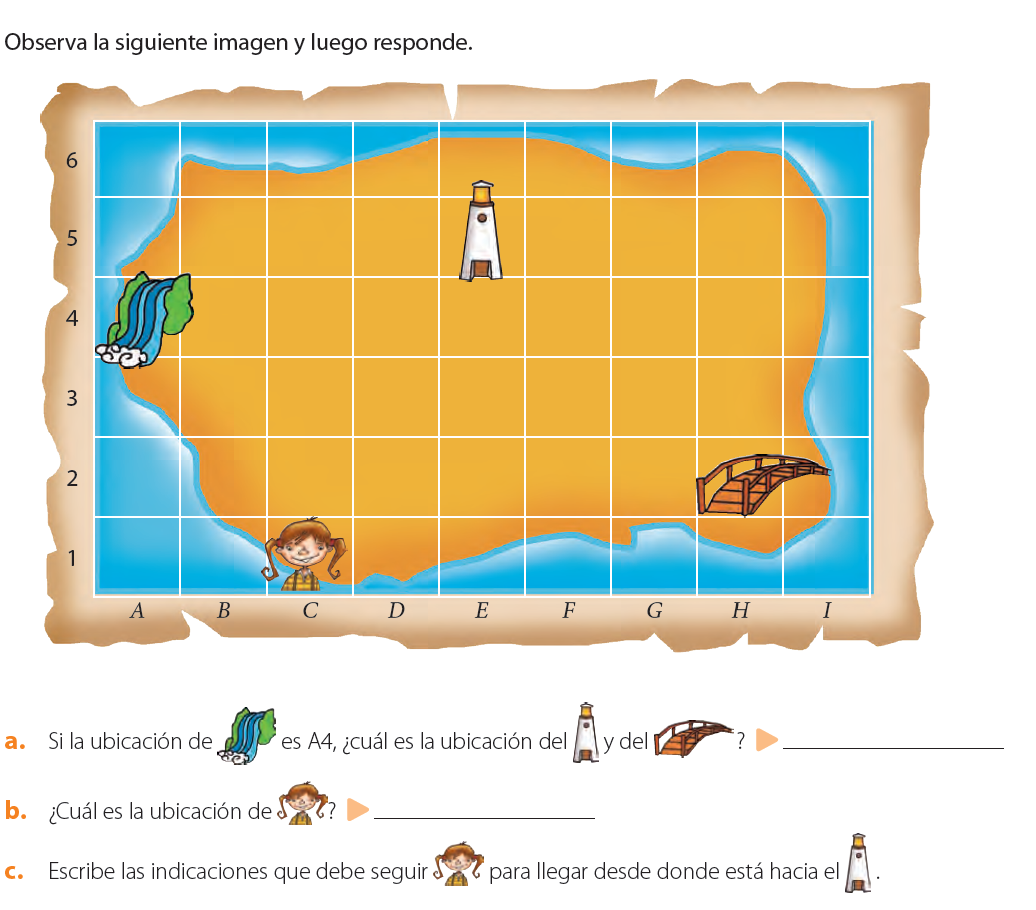 Observa la siguiente imagen y luego responde.
6
5
4
3
2
1
A B C D E F G H I
a. Si la ubicación de es A4, ¿cuál es la ubicación del y del ?
b. ¿Cuál es la ubicación de ?
c. Escribe las indicaciones que debe seguir para llegar desde donde está hacia el .